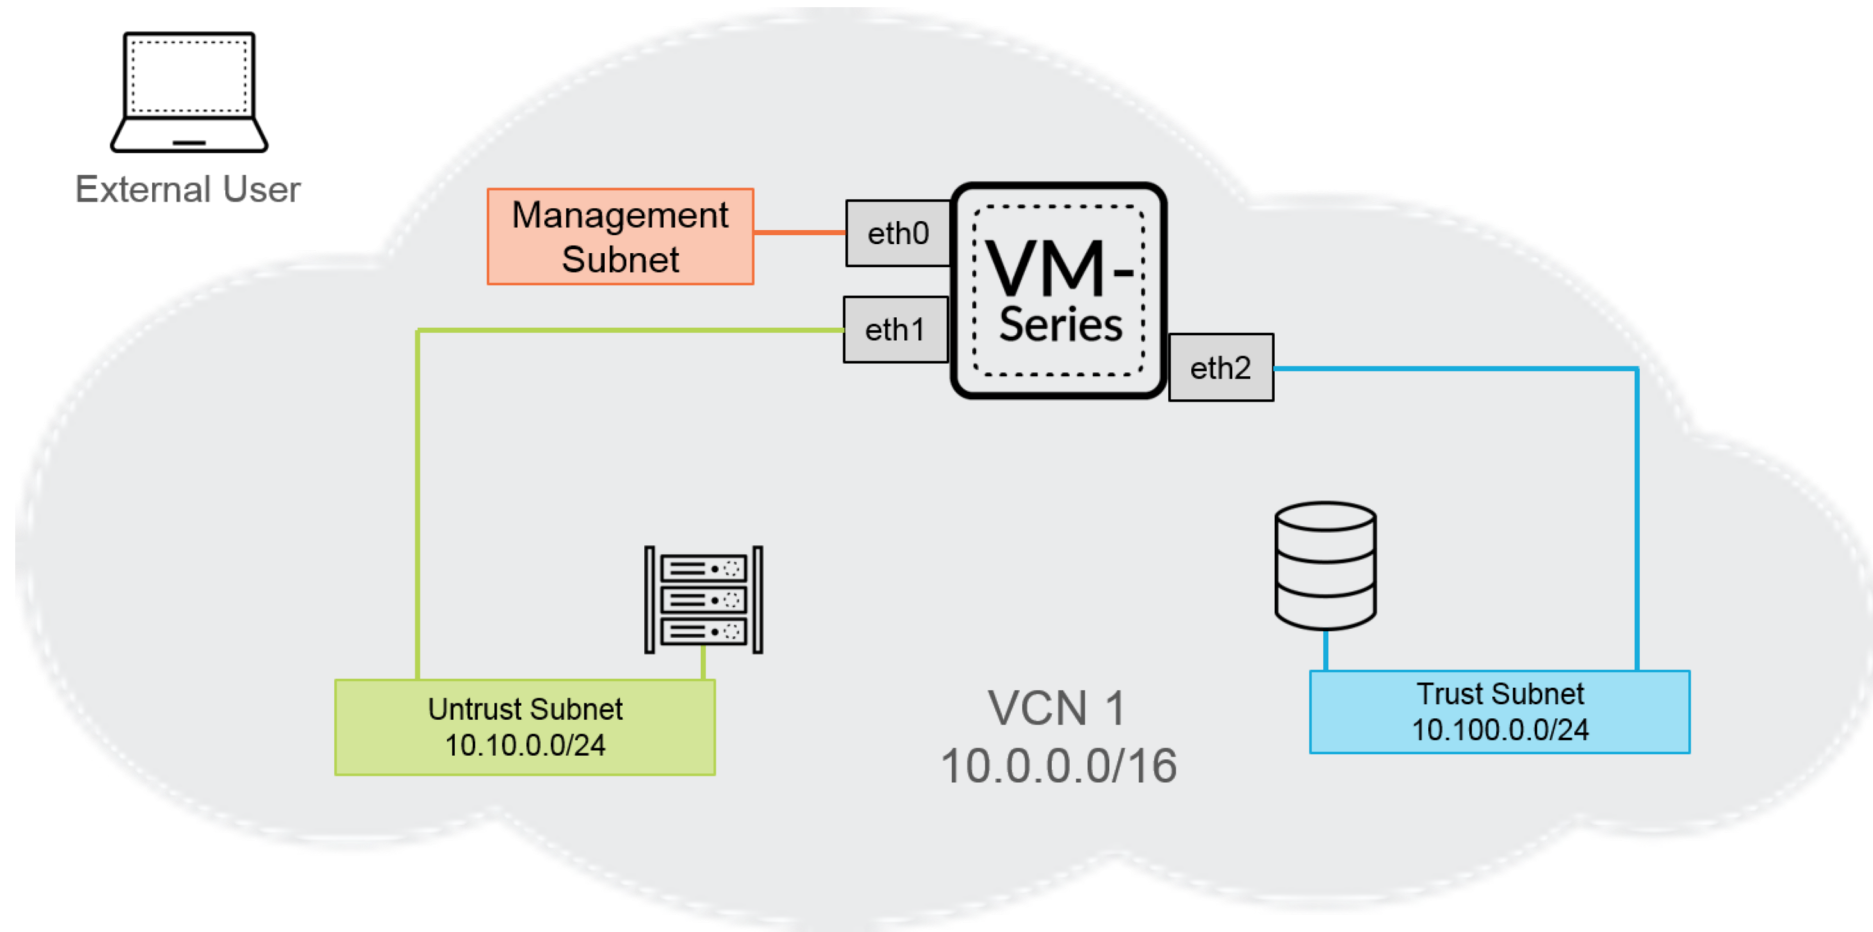 External User
Management
Subnet
eth0
VM-
Series
eth1
eth2
Untrust Subnet
10.10.0.0/24
VCN 1
10.0.0.0/16
Trust Subnet
10.100.0.0/24